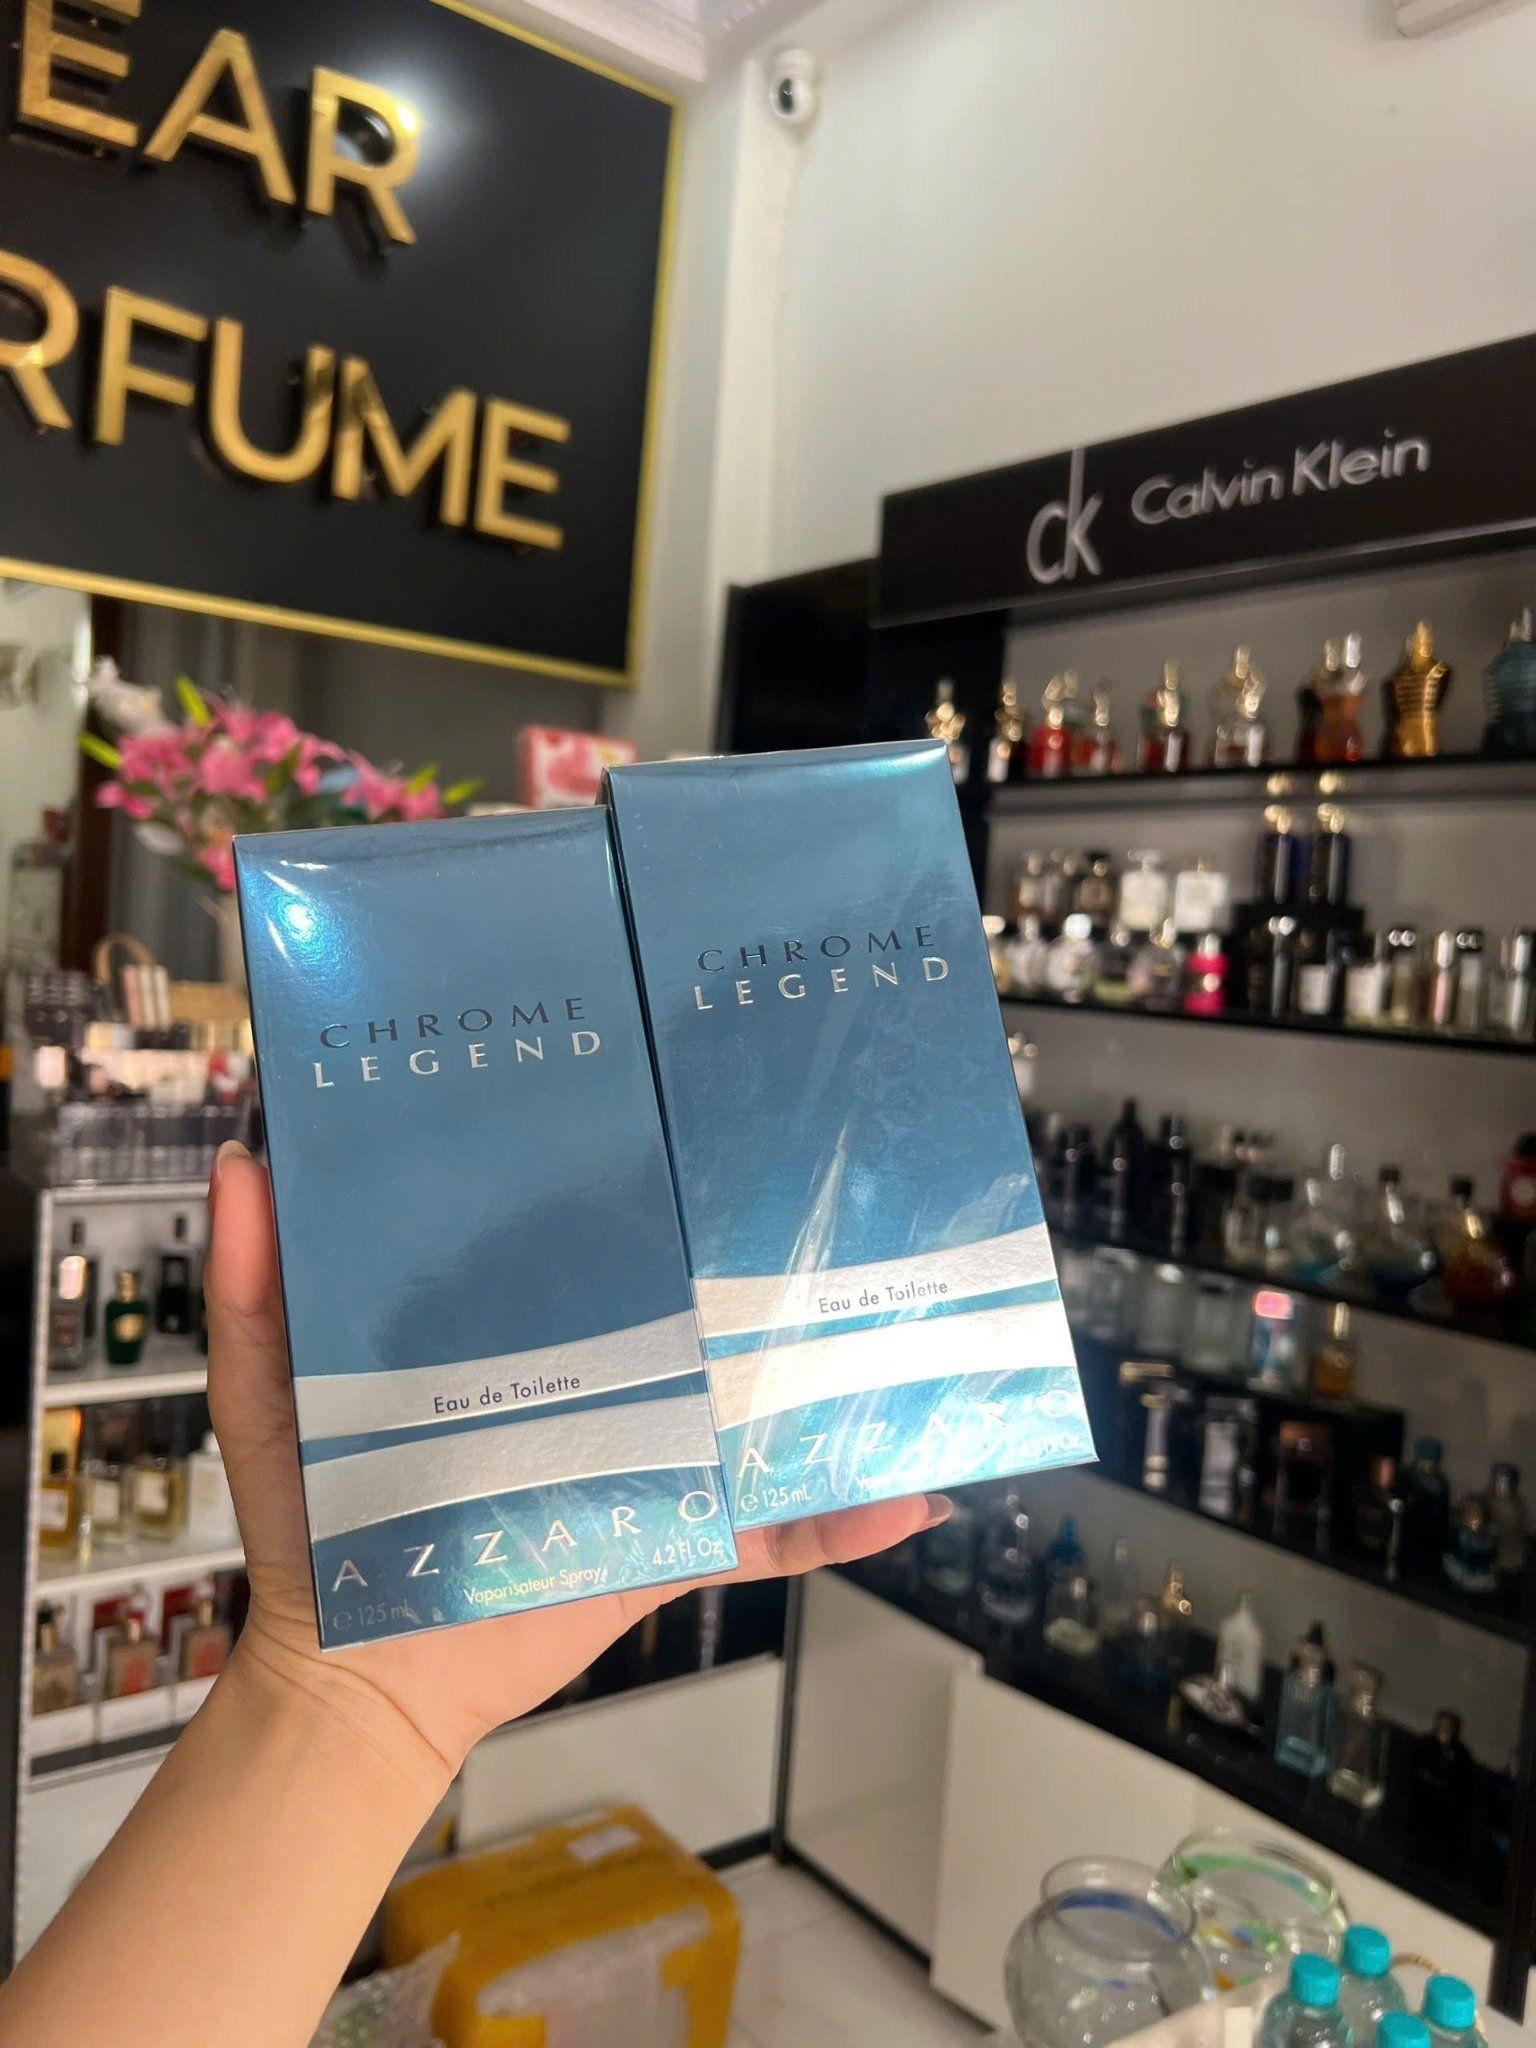 EAR
RFUME
ck Calvin Klein
CHROME
LEGEND
Eau de Toilette
AZZARO
e 125 mL Vaporisateur Spray 4.2 Fl Oz
CHROME
LEGEND
Eau de Toilette
AZZARO
e 125 mL